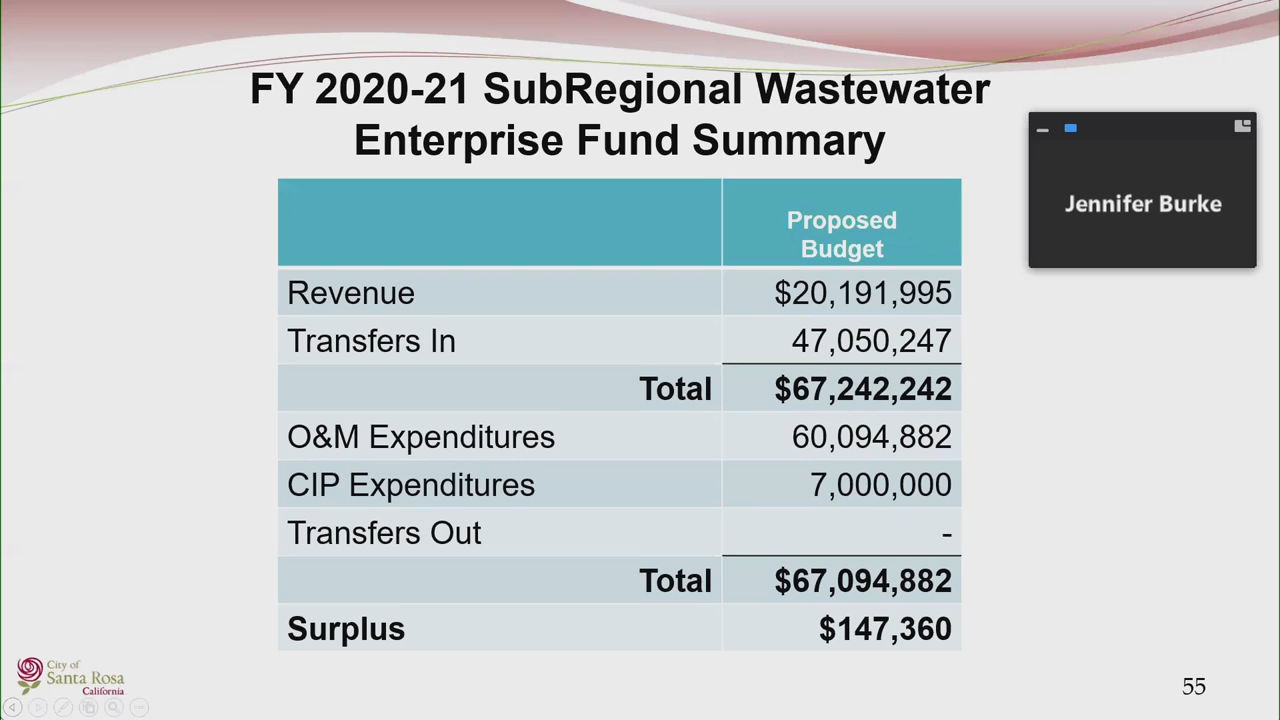 FY 2020-21 SubRegional Wastewater
Enterprise Fund Summary
Jennifer Burke
Proposed
Budget
Revenue $20,191,995
Transfers In 47,050,247
Total $67,242,242
O&M Expenditures 60,094,882
CIP Expenditures 7,000,000
Transfers Out -
Total $67,094,882
Surplus $147,360
City of
Santa Rosa
California
55